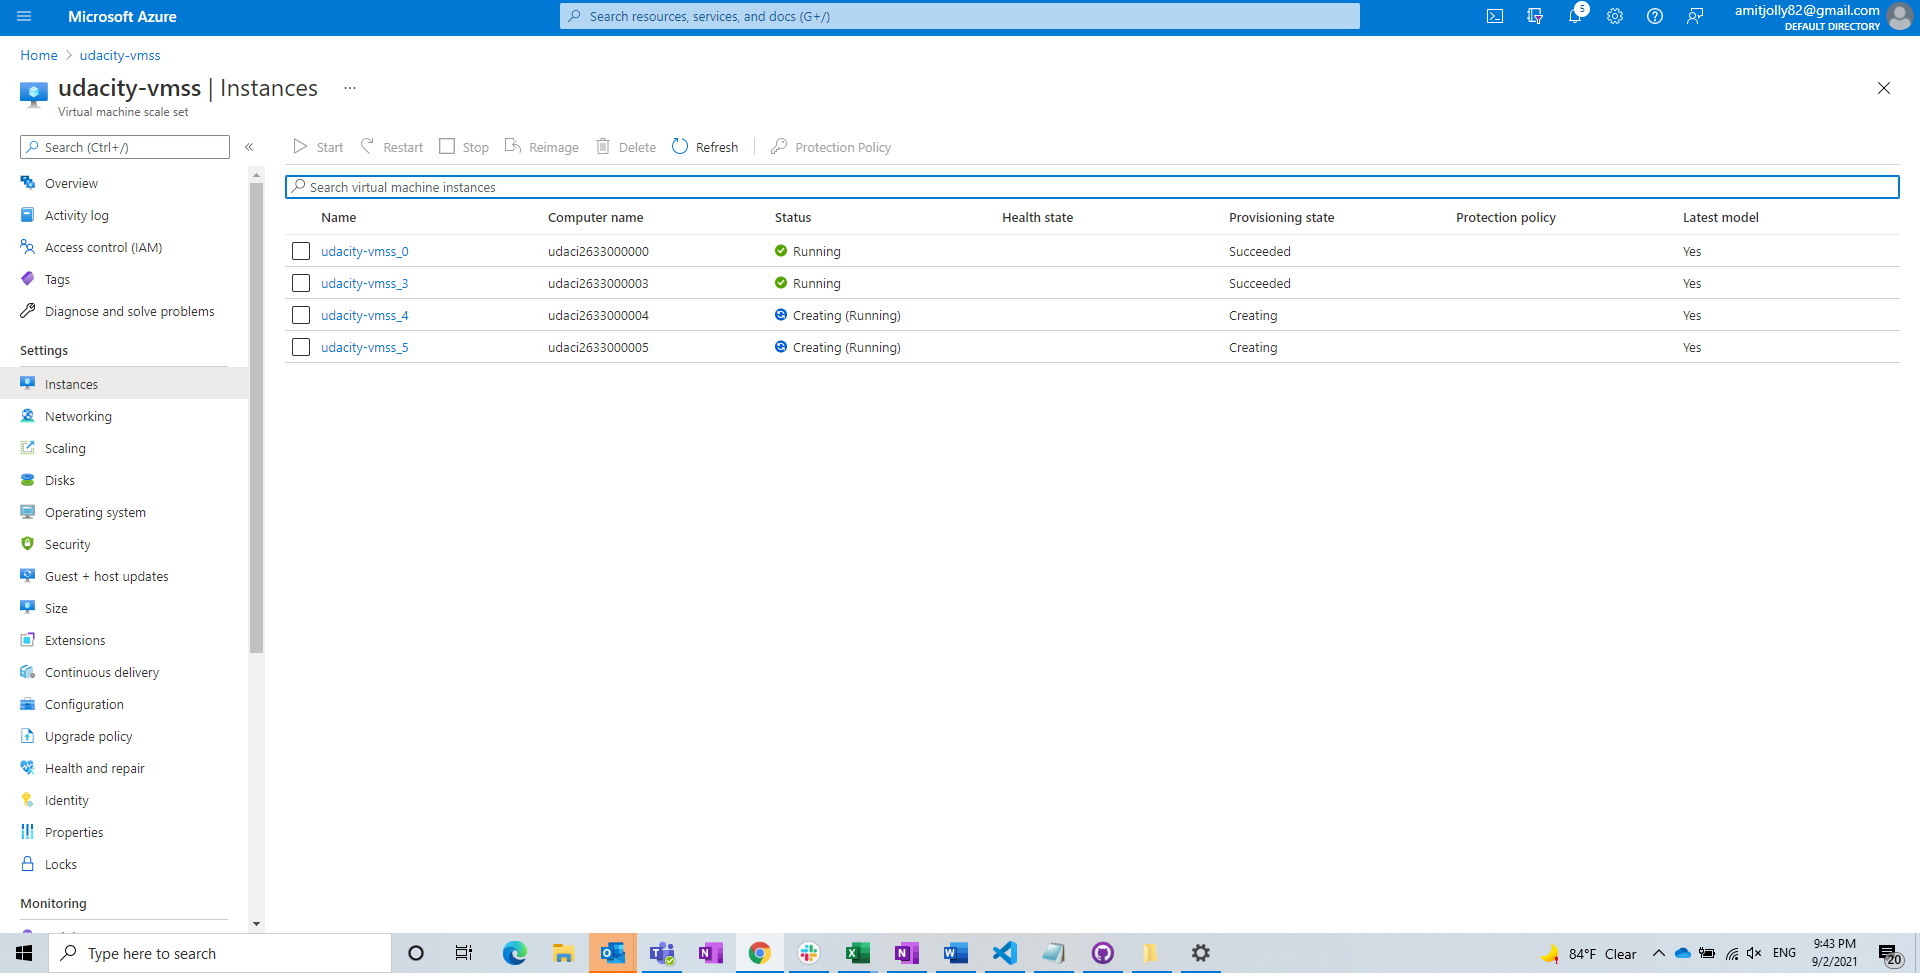 Microsoft Azure
Search resources, services, and docs (G+/)
5
amitjolly82@gmail.com
DEFAULT DIRECTORY
Home > udacity-vmss
udacity-vmss | Instances ...
Virtual machine scale set
Search (Ctrl+/) «
Start Restart Stop Reimage Delete Refresh Protection Policy
Search virtual machine instances
Name Computer name Status Health state Provisioning state Protection policy Latest model
udacity-vmss_0 udaci2633000000 Running Succeeded Yes
udacity-vmss_3 udaci2633000003 Running Succeeded Yes
udacity-vmss_4 udaci2633000004 Creating (Running) Creating Yes
udacity-vmss_5 udaci2633000005 Creating (Running) Creating Yes
Overview
Activity log
Access control (IAM)
Tags
Diagnose and solve problems
Settings
Instances
Networking
Scaling
Disks
Operating system
Security
Guest + host updates
Size
Extensions
Continuous delivery
Configuration
Upgrade policy
Health and repair
Identity
Properties
Locks
Monitoring
Type here to search
84°F Clear
ENG
9:43 PM
9/2/2021
20